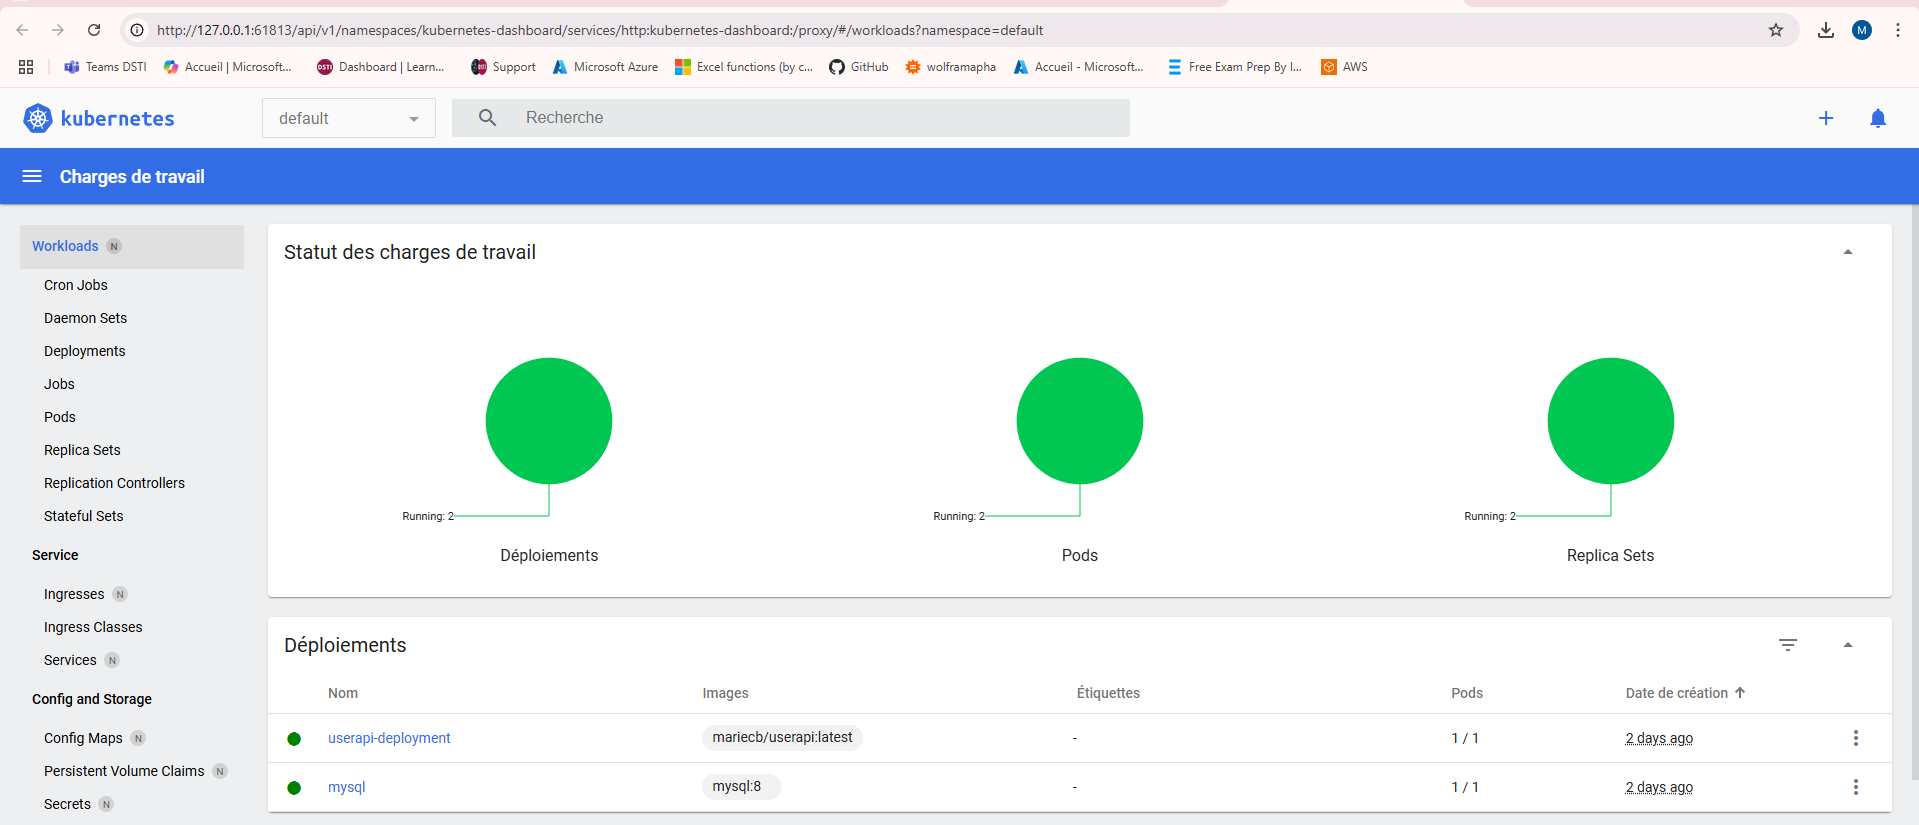 http://127.0.0.1:61813/api/v1/namespaces/kubernetes-dashboard/services/http:kubernetes-dashboard:/proxy/#/workloads?namespace=default
M
Teams DSTI
Accueil | Microsoft...
DSTI
Dashboard | Learn...
DSTI
Support
Microsoft Azure
Excel functions (by c...
GitHub
wolframapha
Accueil - Microsoft...
Free Exam Prep By I...
AWS
kubernetes
default
Recherche
Charges de travail
Workloads N
Cron Jobs
Daemon Sets
Deployments
Jobs
Pods
Replica Sets
Replication Controllers
Stateful Sets
Service
Ingresses N
Ingress Classes
Services N
Config and Storage
Config Maps N
Persistent Volume Claims N
Secrets N
Statut des charges de travail
Running: 2
Déploiements
Running: 2
Pods
Running: 2
Replica Sets
Déploiements
Nom Images Étiquettes Pods Date de création
userapi-deployment mariecb/userapi:latest - 1 / 1 2 days ago
mysql mysql:8 - 1 / 1 2 days ago